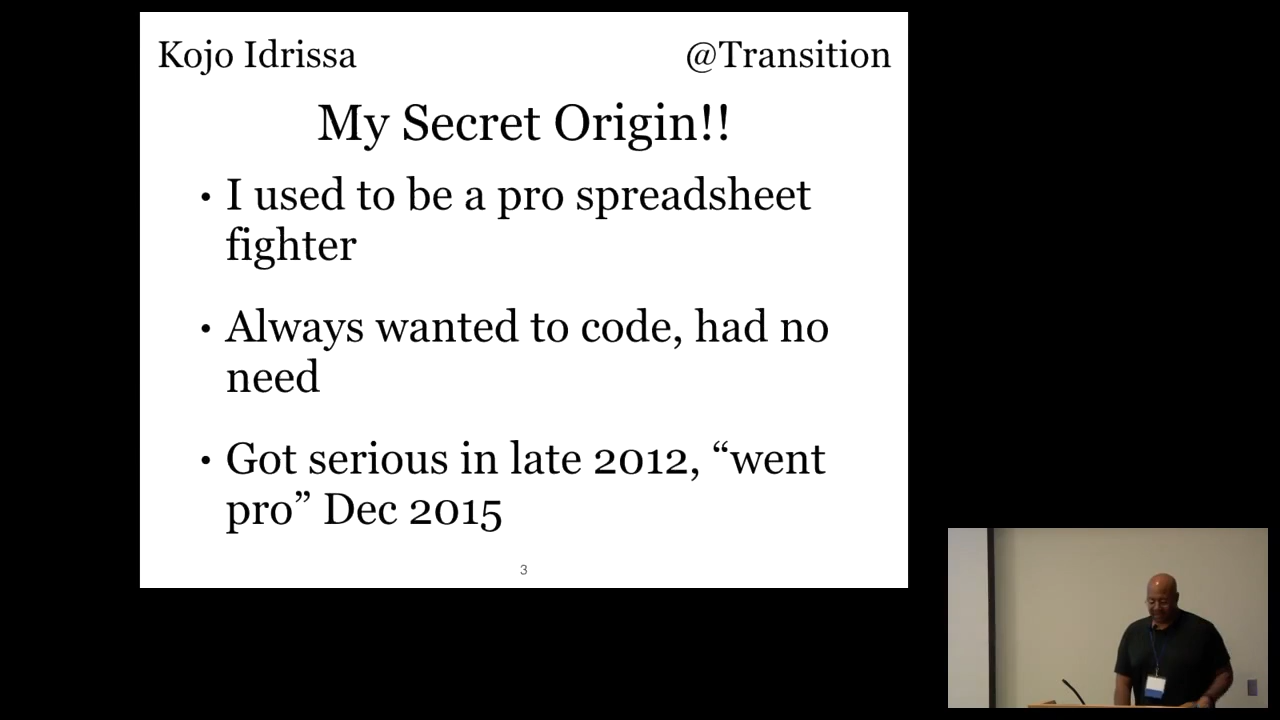 Kojo Idrissa
@Transition
My Secret Origin!!
• I used to be a pro spreadsheet
fighter
• Always wanted to code, had no
need
• Got serious in late 2012, “went
pro” Dec 2015
3